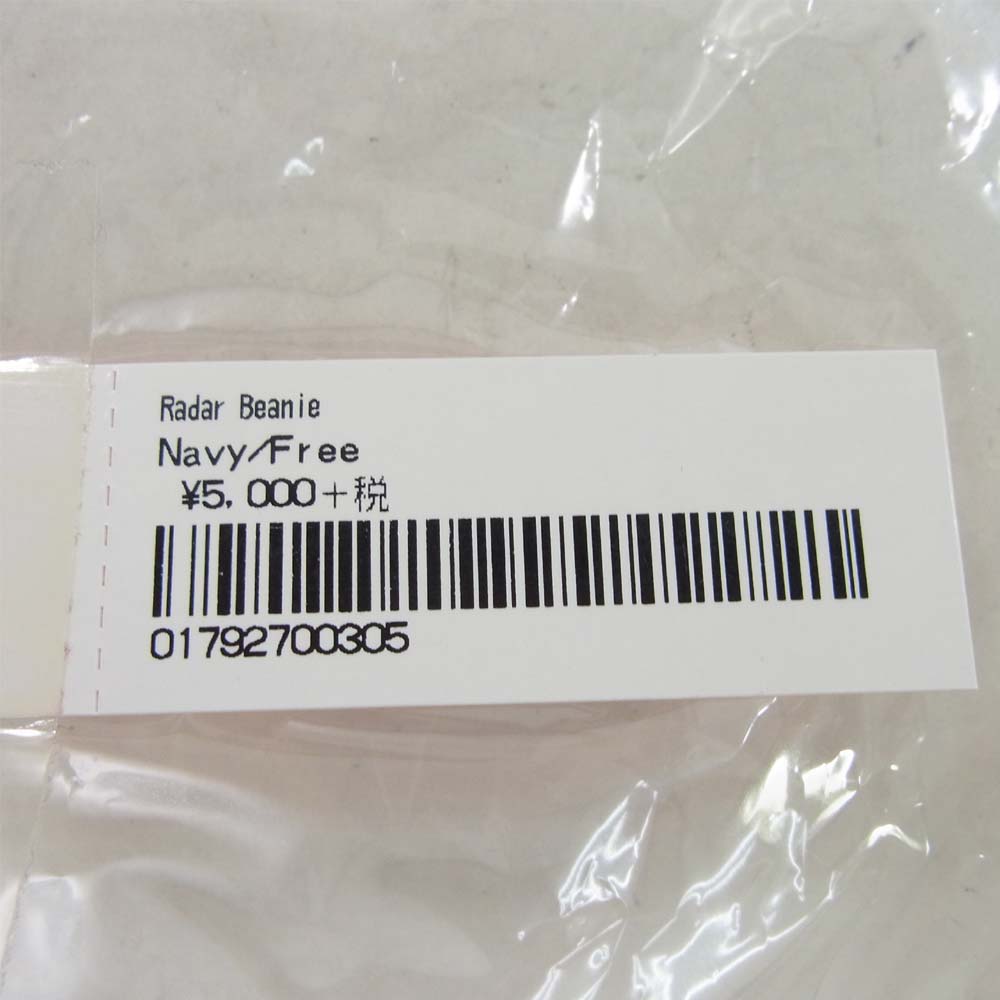 Radar Beanie
Navy/Free
¥5,000+税
01792700305